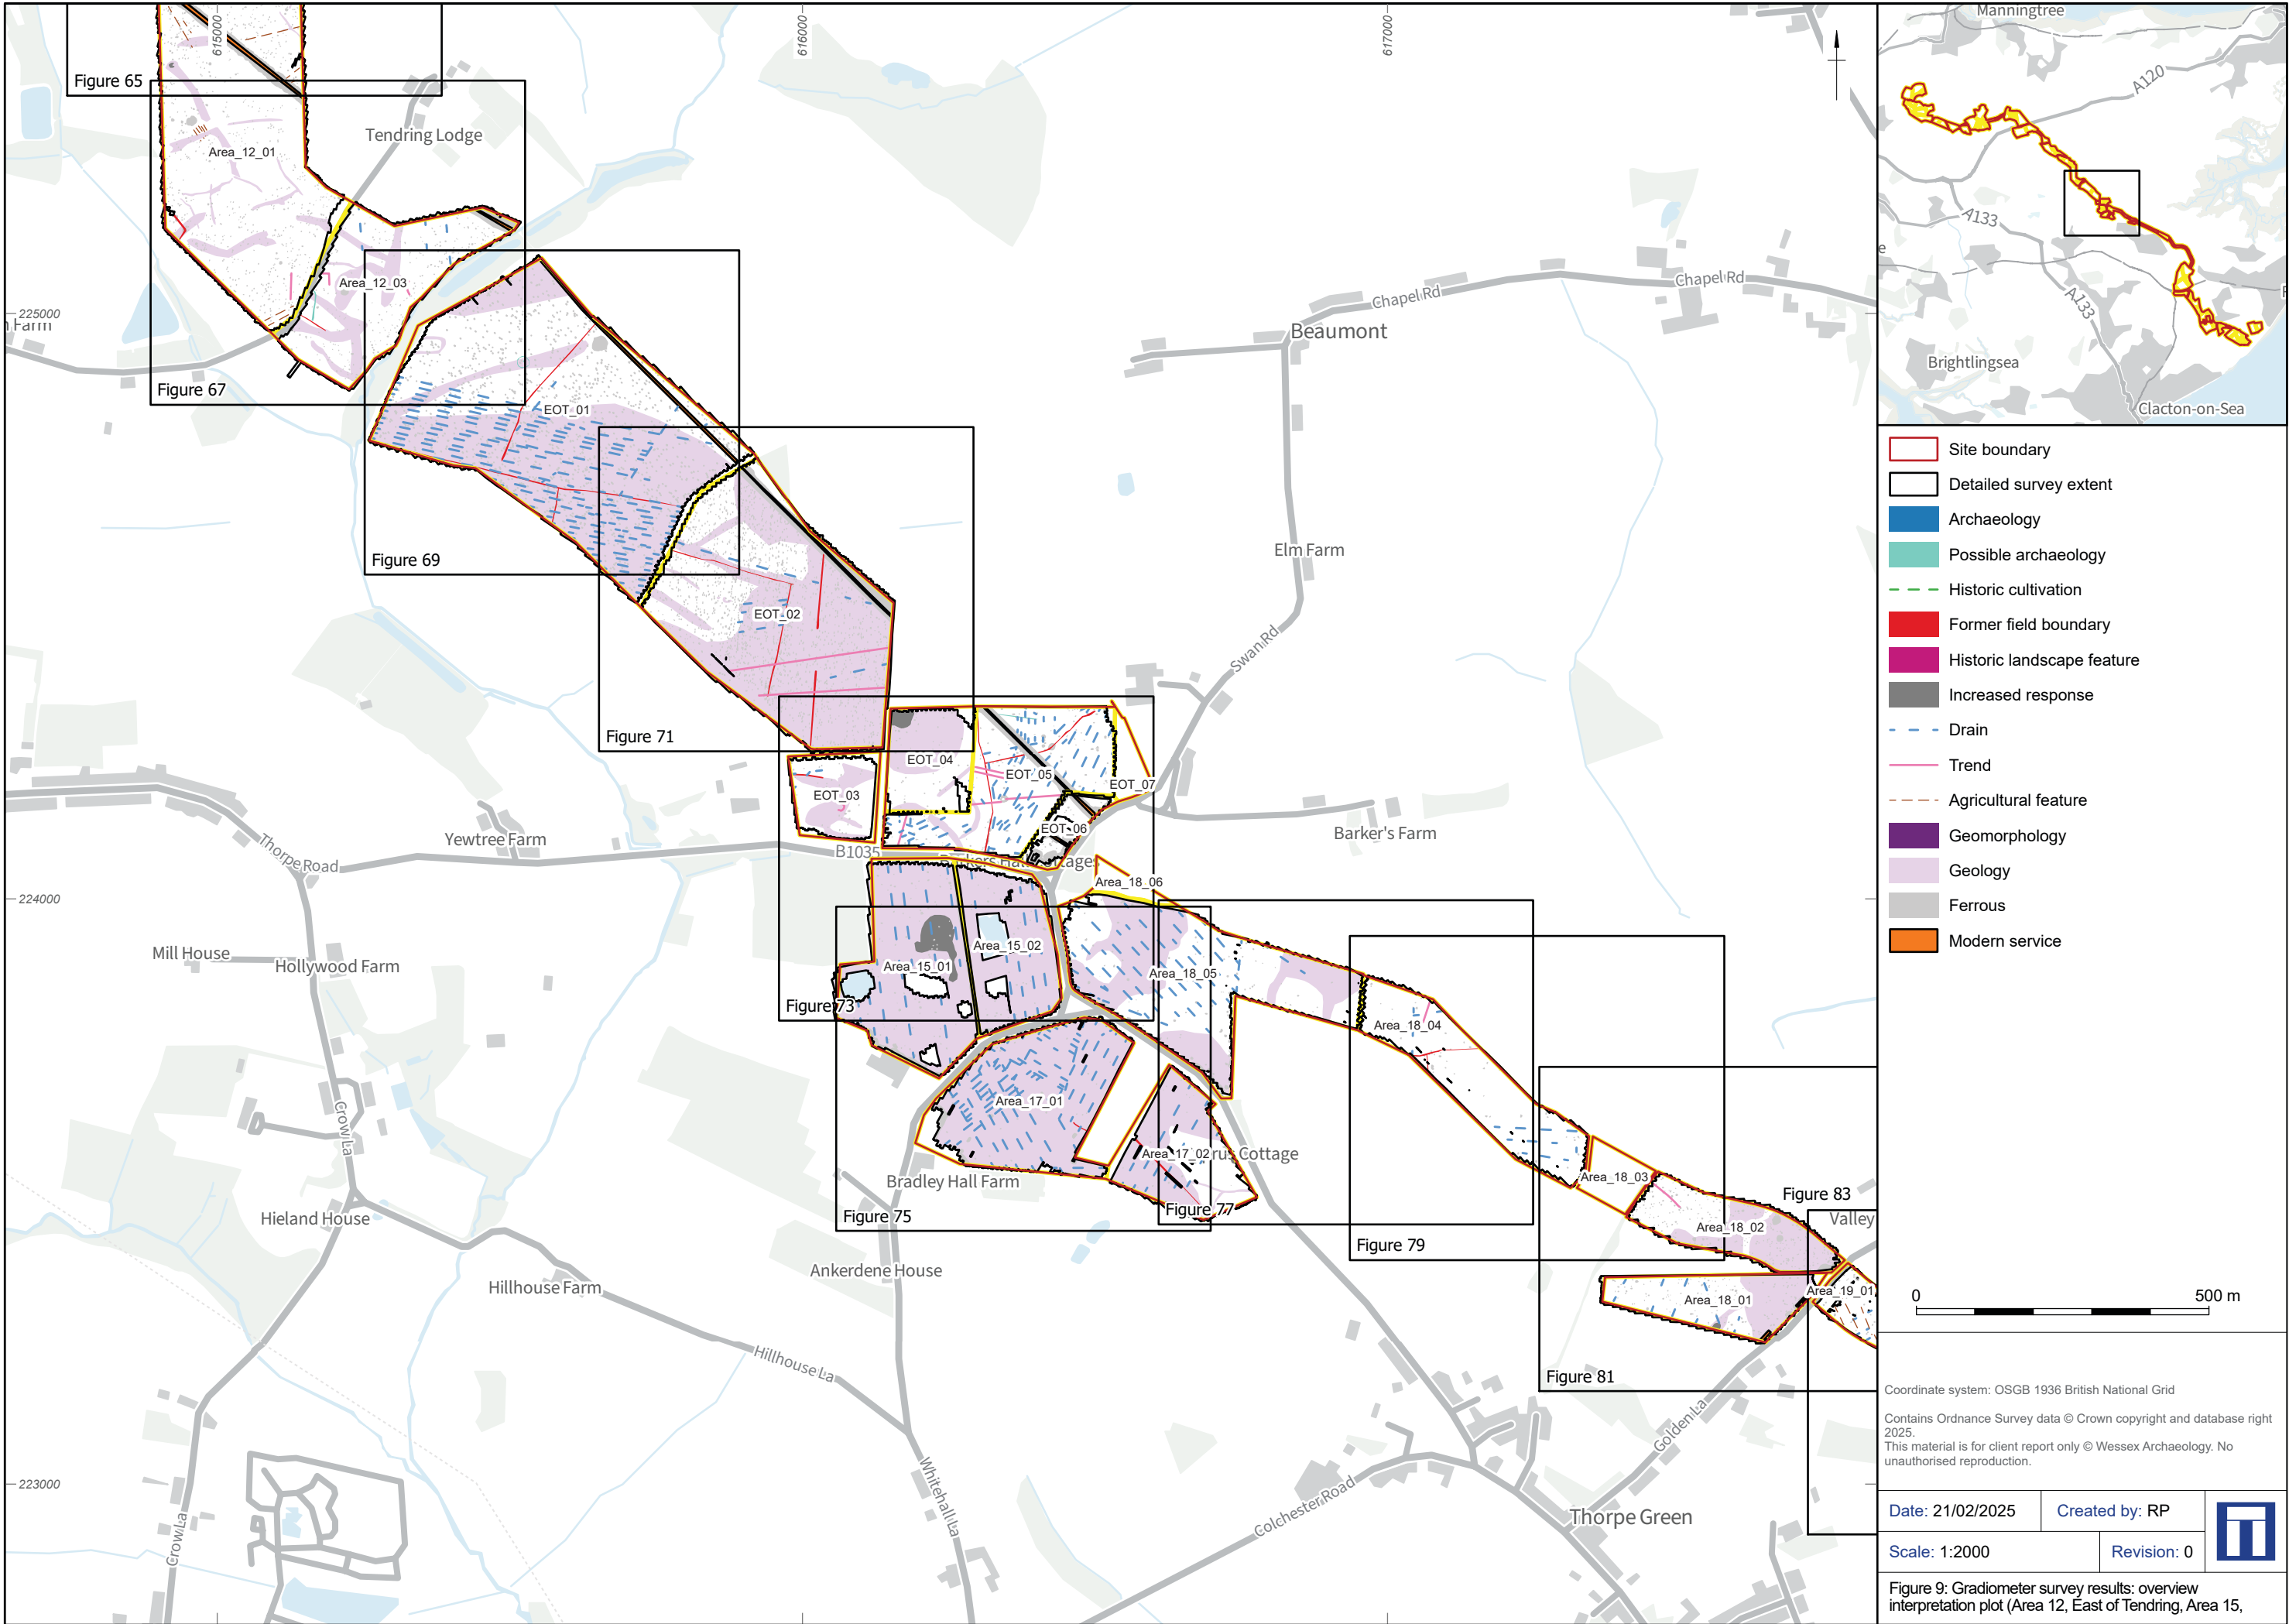 615000
616000
617000
Figure 65
Tendring Lodge
Area_12_01
Area_12_03
225000
Farm
Figure 67
Chapel Rd
Chapel Rd
Beaumont
EOT_01
Elm Farm
Figure 69
EOT_02
Swan Rd
Figure 71
EOT_04
EOT_05
EOT_07
EOT_03
EOT_06
Barker's Farm
Yewtree Farm
Thorpe Road
B1035
Area_18_06
224000
Mill House
Hollywood Farm
Area_15_02
Area_15_01
Area_18_05
Figure 73
Area_18_04
Area_17_01
Crow La
Area_17_02
rus Cottage
Bradley Hall Farm
Area_18_03
Figure 83
Figure 75
Figure 77
Hieland House
Valley
Area_18_02
Figure 79
Ankerdene House
Hillhouse Farm
Area_18_01
Area_19_01
Hillhouse La
Figure 81
Golden La
223000
Whitehall La
Colchester Road
Thorpe Green
Crow La
Manningtree
A120
A133
A133
Brightlingsea
Clacton-on-Sea
Site boundary
Detailed survey extent
Archaeology
Possible archaeology
Historic cultivation
Former field boundary
Historic landscape feature
Increased response
Drain
Trend
Agricultural feature
Geomorphology
Geology
Ferrous
Modern service
0 500 m
Coordinate system: OSGB 1936 British National Grid
Contains Ordnance Survey data © Crown copyright and database right
2025.
This material is for client report only © Wessex Archaeology. No
unauthorised reproduction.
Date: 21/02/2025 Created by: RP
Scale: 1:2000 Revision: 0
Figure 9: Gradiometer survey results: overview
interpretation plot (Area 12, East of Tendring, Area 15,